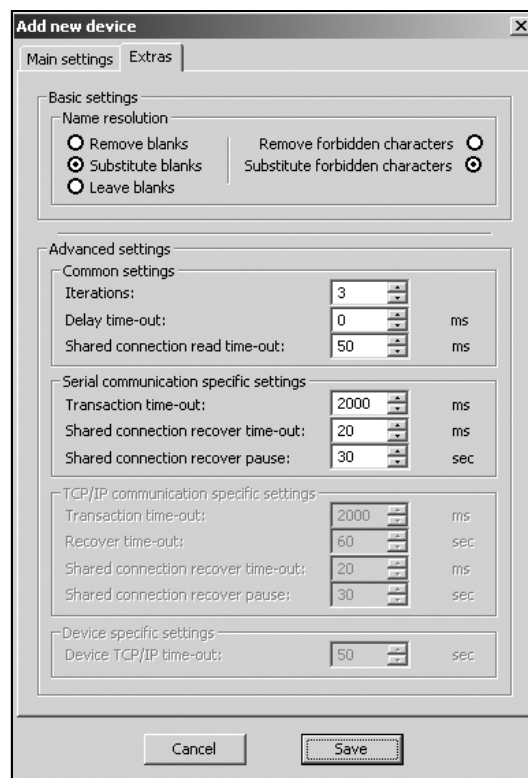 Add new device
Main settings Extras
Basic settings
Name resolution
Remove blanks Remove forbidden characters
Substitute blanks Substitute forbidden characters
Leave blanks
Advanced settings
Common settings
Iterations: 3
Delay time-out: 0 ms
Shared connection read time-out: 50 ms
Serial communication specific settings
Transaction time-out: 2000 ms
Shared connection recover time-out: 20 ms
Shared connection recover pause: 30 sec
TCP/IP communication specific settings
Transaction time-out: 2000 ms
Recover time-out: 60 sec
Shared connection recover time-out: 20 ms
Shared connection recover pause: 30 sec
Device specific settings
Device TCP/IP time-out: 50 sec
Cancel Save